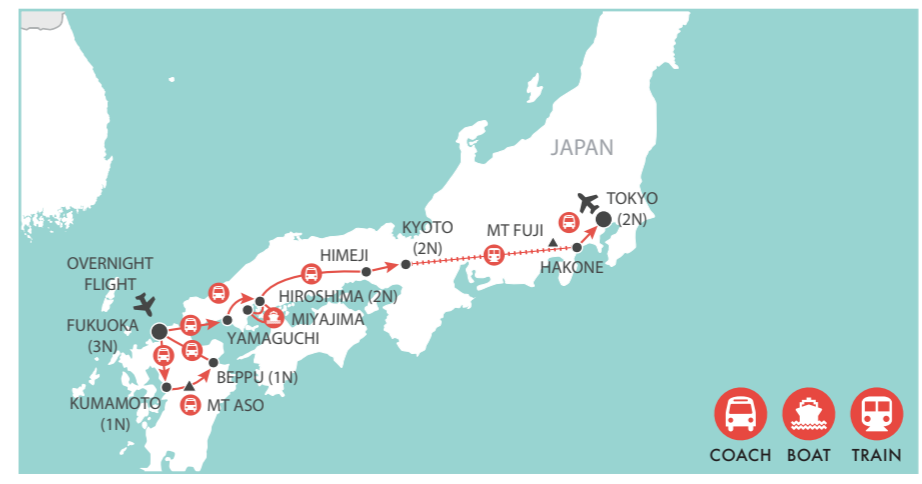 JAPAN
TOKYO
(2N)
KYOTO
(2N)
MT FUJI
HIMEJI
HAKONE
OVERNIGHT
FLIGHT
HIROSHIMA (2N)
MIYAJIMA
FUKUOKA
(3N)
YAMAGUCHI
BEPPU (1N)
KUMAMOTO
(1N)
MT ASO
COACH BOAT TRAIN